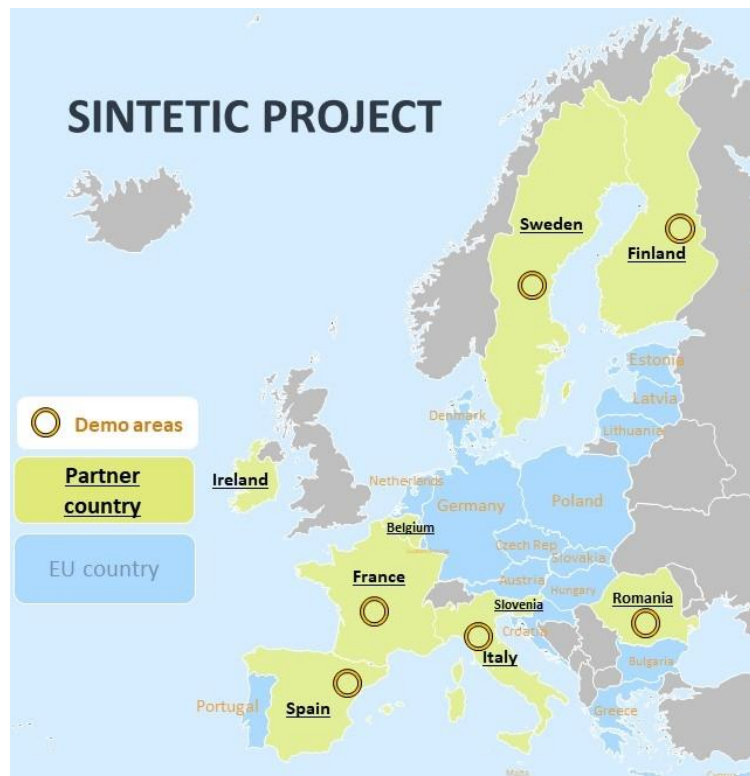 SINTETIC PROJECT
Sweden
Finland
Estonia
Latvia
Denmark
Lithuania
Demo areas
Partner
country
Ireland
Netherlands
Germany
Poland
Belgium
Czech Rep
Slovakia
EU country
France
Austria
Hungary
Slovenia
Romania
Croatia
Italy
Bulgaria
Portugal
Spain
Greece
Malta